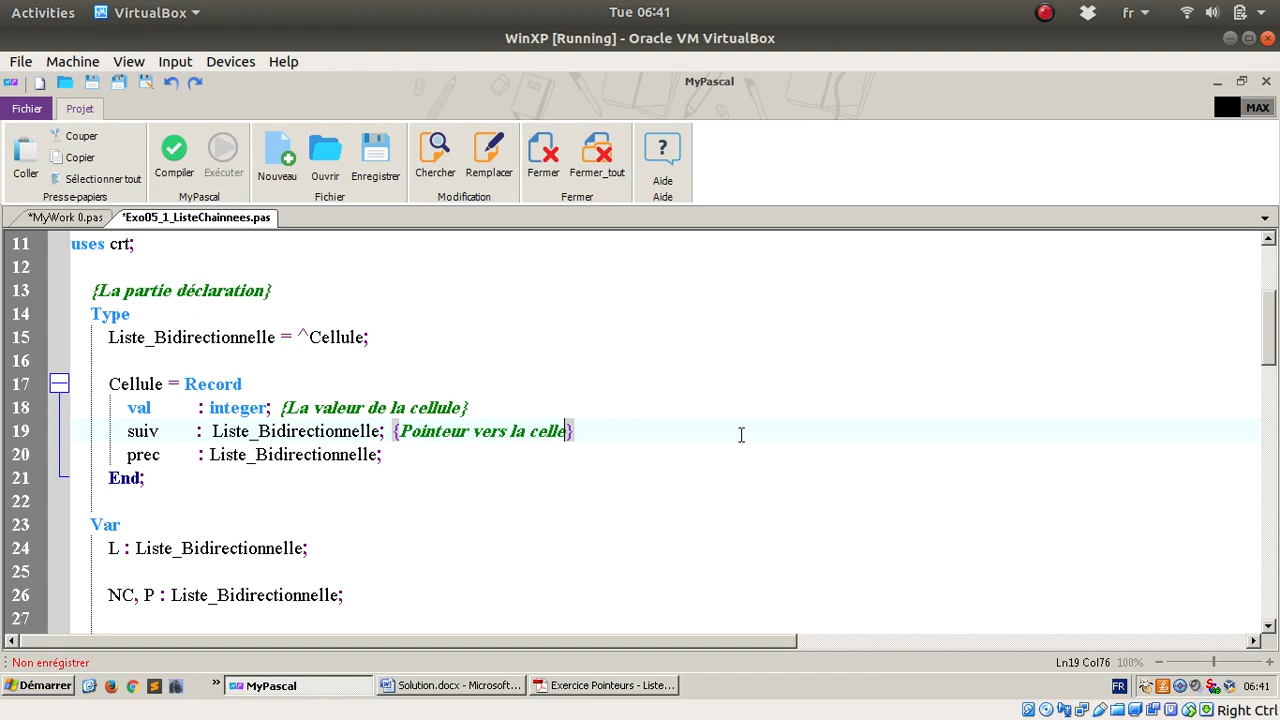 Activities VirtualBox Tue 06:41 fr
WinXP [Running] - Oracle VM VirtualBox
File Machine View Input Devices Help
MyPascal
Fichier Projet MAX
Coller Couper Copier Sélectionner tout Compiler Exécuter Nouveau Ouvrir Enregistrer Chercher Remplacer Fermer Fermer_tout Aide
Presse-papiers MyPascal Fichier Modification Fermer Aide
*MyWork 0.pas *Exo05_1_ListeChainnees.pas
11 uses crt;
12
13 {La partie déclaration}
14 Type
15 Liste_Bidirectionnelle = ^Cellule;
16
17 Cellule = Record
18 val : integer; {La valeur de la cellule}
19 suiv : Liste_Bidirectionnelle; {Pointeur vers la celle}
20 prec : Liste_Bidirectionnelle;
21 End;
22
23 Var
24 L : Liste_Bidirectionnelle;
25
26 NC, P : Liste_Bidirectionnelle;
27
Non enrégistrer Ln19 Col76 100%
Démarrer » MyPascal Solution.docx - Microsoft... Exercice Pointeurs - Liste... FR 06:41
Right Ctrl